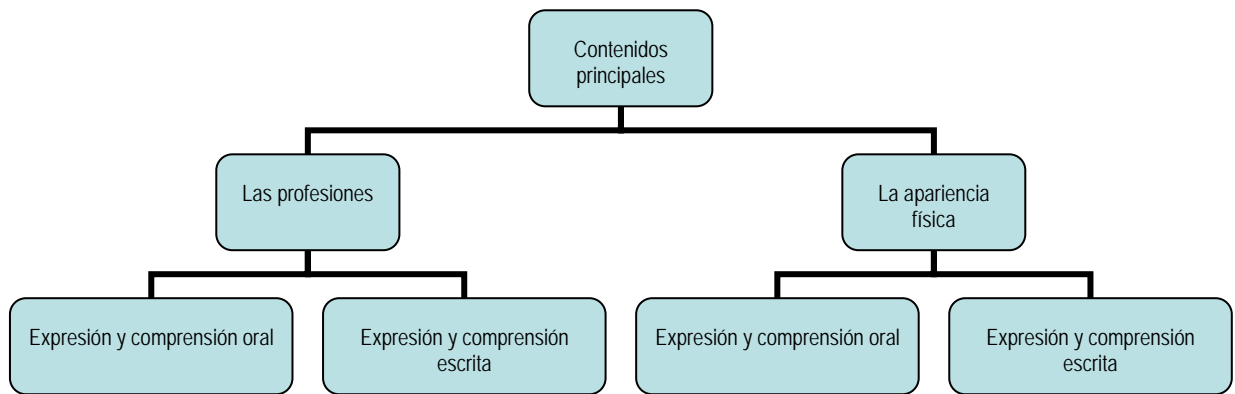 Contenidos
principales
Las profesiones
La apariencia
física
Expresión y comprensión oral
Expresión y comprensión
escrita
Expresión y comprensión oral
Expresión y comprensión
escrita